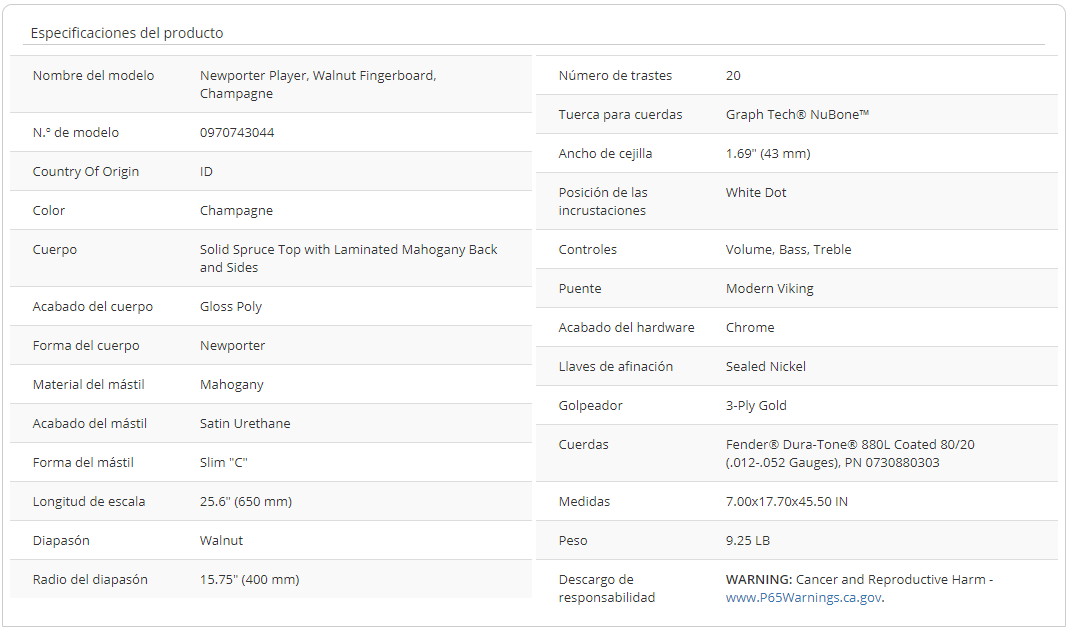 Especificaciones del producto
Nombre del modelo Newporter Player, Walnut Fingerboard,
Champagne
N.º de modelo 0970743044
Country Of Origin ID
Color Champagne
Cuerpo Solid Spruce Top with Laminated Mahogany Back
and Sides
Acabado del cuerpo Gloss Poly
Forma del cuerpo Newporter
Material del mástil Mahogany
Acabado del mástil Satin Urethane
Forma del mástil Slim "C"
Longitud de escala 25.6" (650 mm)
Diapasón Walnut
Radio del diapasón 15.75" (400 mm)
Número de trastes 20
Tuerca para cuerdas Graph Tech® NuBone™
Ancho de cejilla 1.69" (43 mm)
Posición de las White Dot
incrustaciones
Controles Volume, Bass, Treble
Puente Modern Viking
Acabado del hardware Chrome
Llaves de afinación Sealed Nickel
Golpeador 3-Ply Gold
Cuerdas Fender® Dura-Tone® 880L Coated 80/20
(.012-.052 Gauges), PN 0730880303
Medidas 7.00x17.70x45.50 IN
Peso 9.25 LB
Descargo de WARNING: Cancer and Reproductive Harm -
responsabilidad www.P65Warnings.ca.gov.